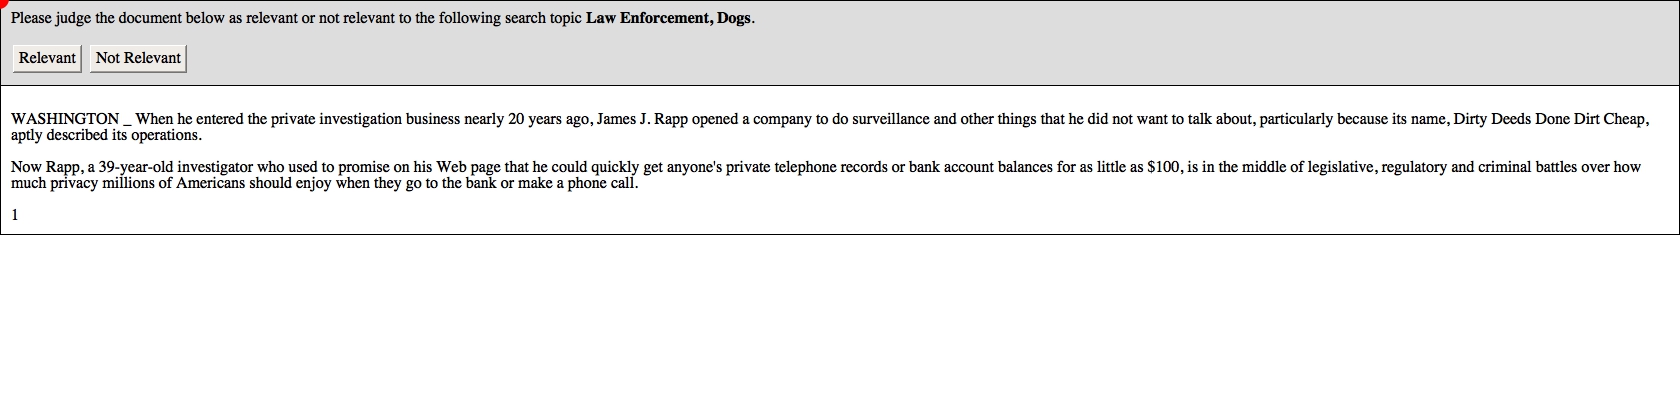 Please judge the document below as relevant or not relevant to the following search topic Law Enforcement, Dogs.
Relevant Not Relevant
WASHINGTON _ When he entered the private investigation business nearly 20 years ago, James J. Rapp opened a company to do surveillance and other things that he did not want to talk about, particularly because its name, Dirty Deeds Done Dirt Cheap,
aptly described its operations.
Now Rapp, a 39-year-old investigator who used to promise on his Web page that he could quickly get anyone's private telephone records or bank account balances for as little as $100, is in the middle of legislative, regulatory and criminal battles over how
much privacy millions of Americans should enjoy when they go to the bank or make a phone call.
1